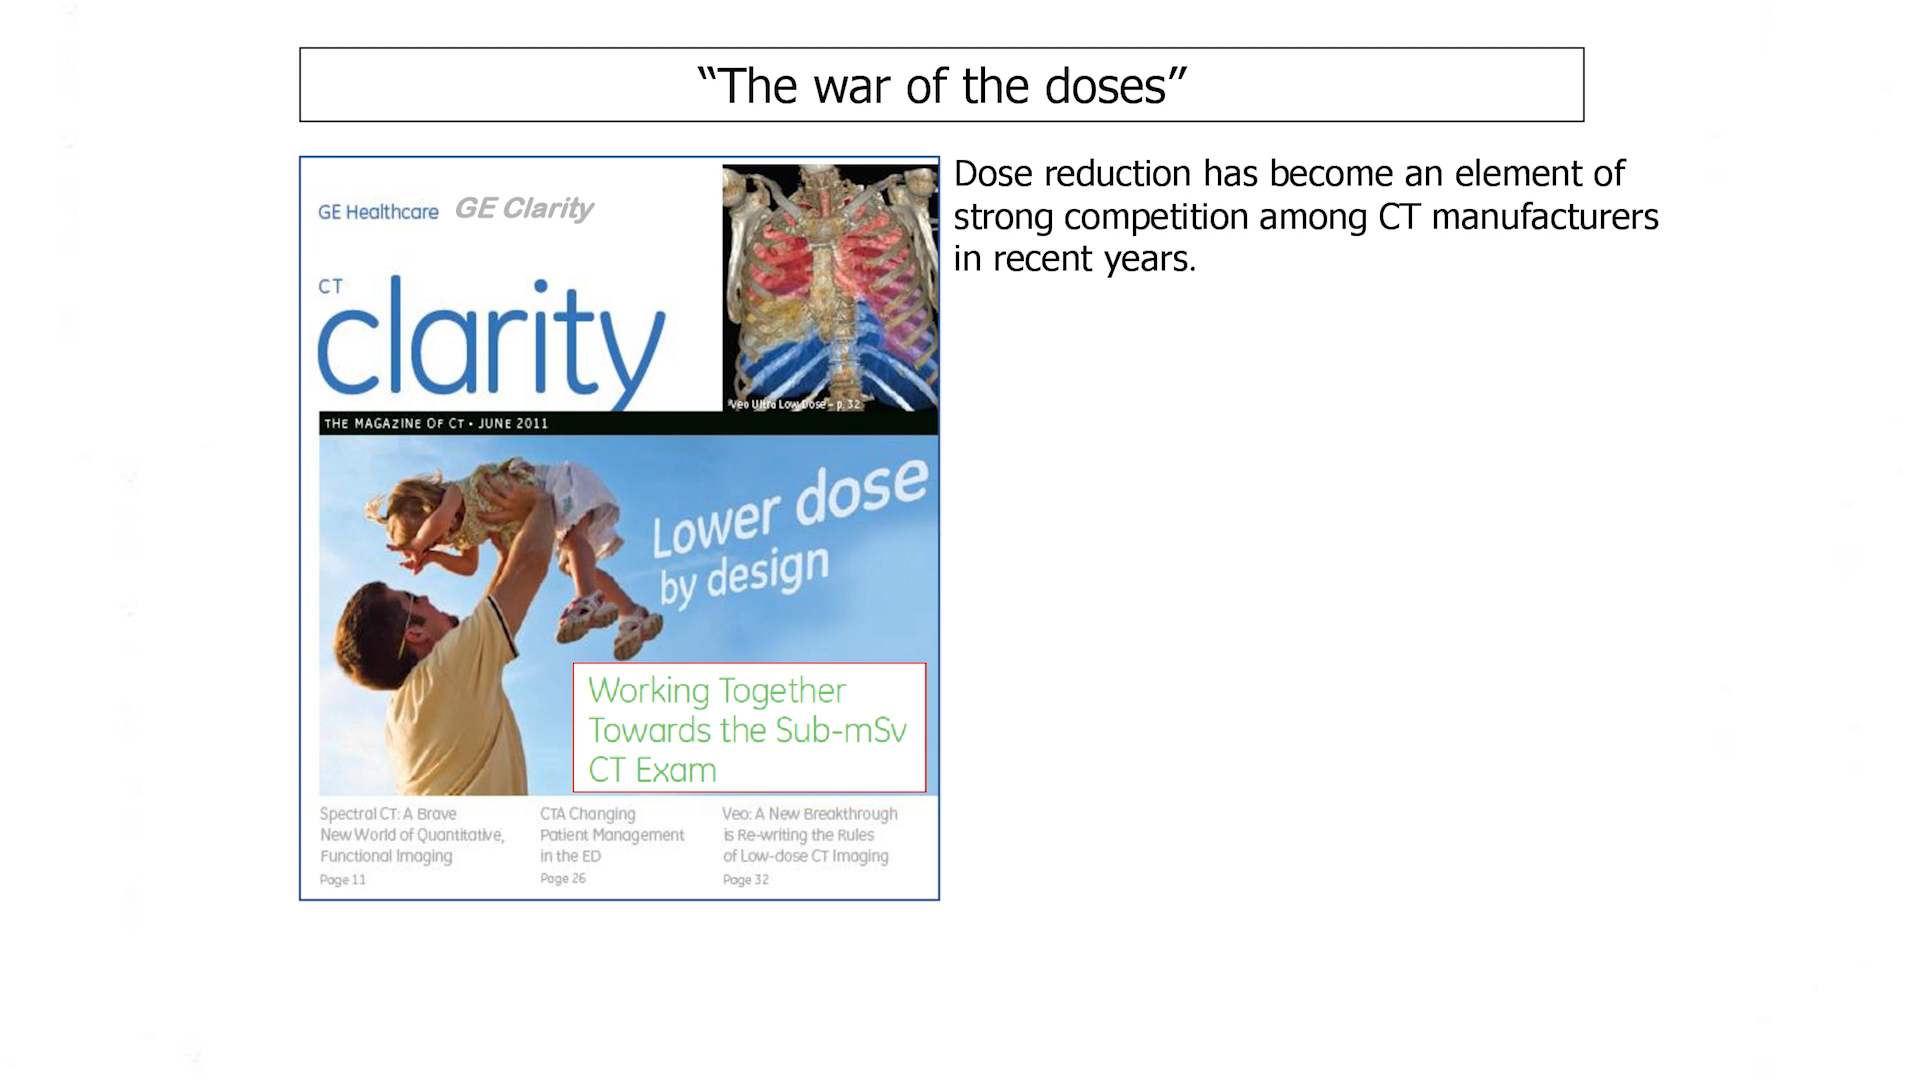 “The war of the doses”
GE Healthcare GE Clarity
CT
clarity
*Veo Ultra Low Dose – p. 32
THE MAGAZINE OF CT • JUNE 2011
Lower dose
by design
Working Together
Towards the Sub-mSv
CT Exam
Spectral CT: A Brave
New World of Quantitative,
Functional Imaging
Page 11
CTA Changing
Patient Management
in the ED
Page 26
Veo: A New Breakthrough
is Re-writing the Rules
of Low-dose CT Imaging
Page 32
Dose reduction has become an element of
strong competition among CT manufacturers
in recent years.